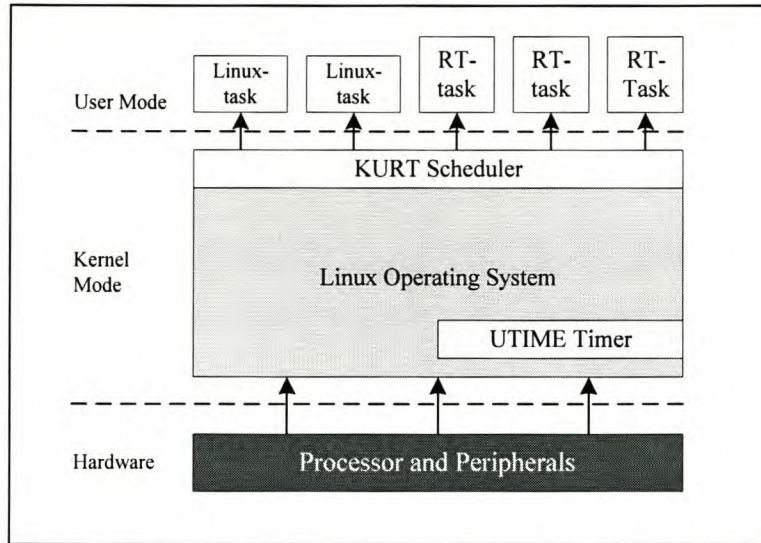 User Mode
Linux-
task
Linux-
task
RT-
task
RT-
task
RT-
Task
KURT Scheduler
Kernel
Mode
Linux Operating System
UTIME Timer
Hardware
Processor and Peripherals